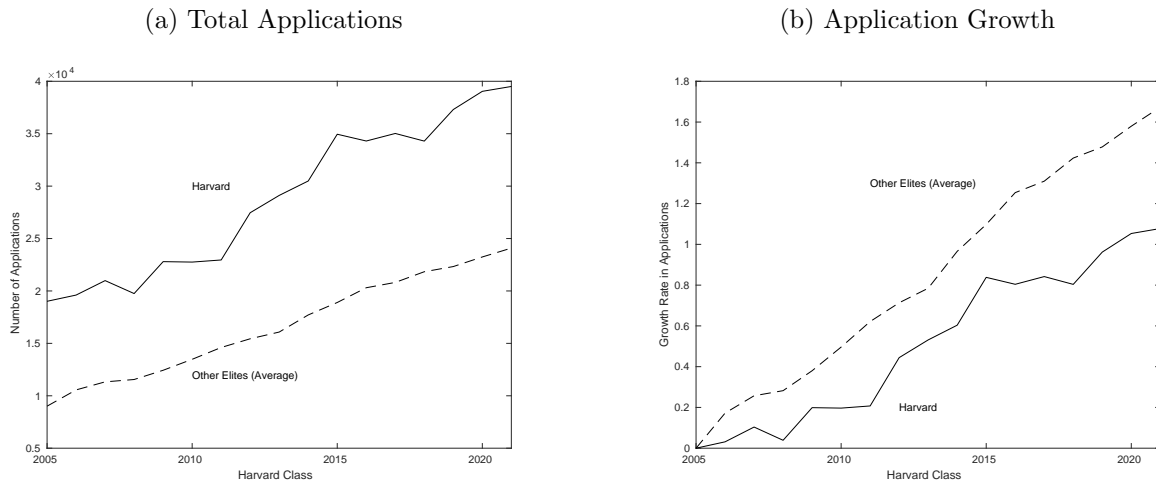 (a) Total Applications
(b) Application Growth
×10⁴
4
3.5
3
2.5
2
1.5
1
0.5
Number of Applications
Harvard
Other Elites (Average)
2005
2010
2015
2020
Harvard Class
1.8
1.6
1.4
1.2
1
0.8
0.6
0.4
0.2
0
Growth Rate in Applications
Other Elites (Average)
Harvard
2005
2010
2015
2020
Harvard Class